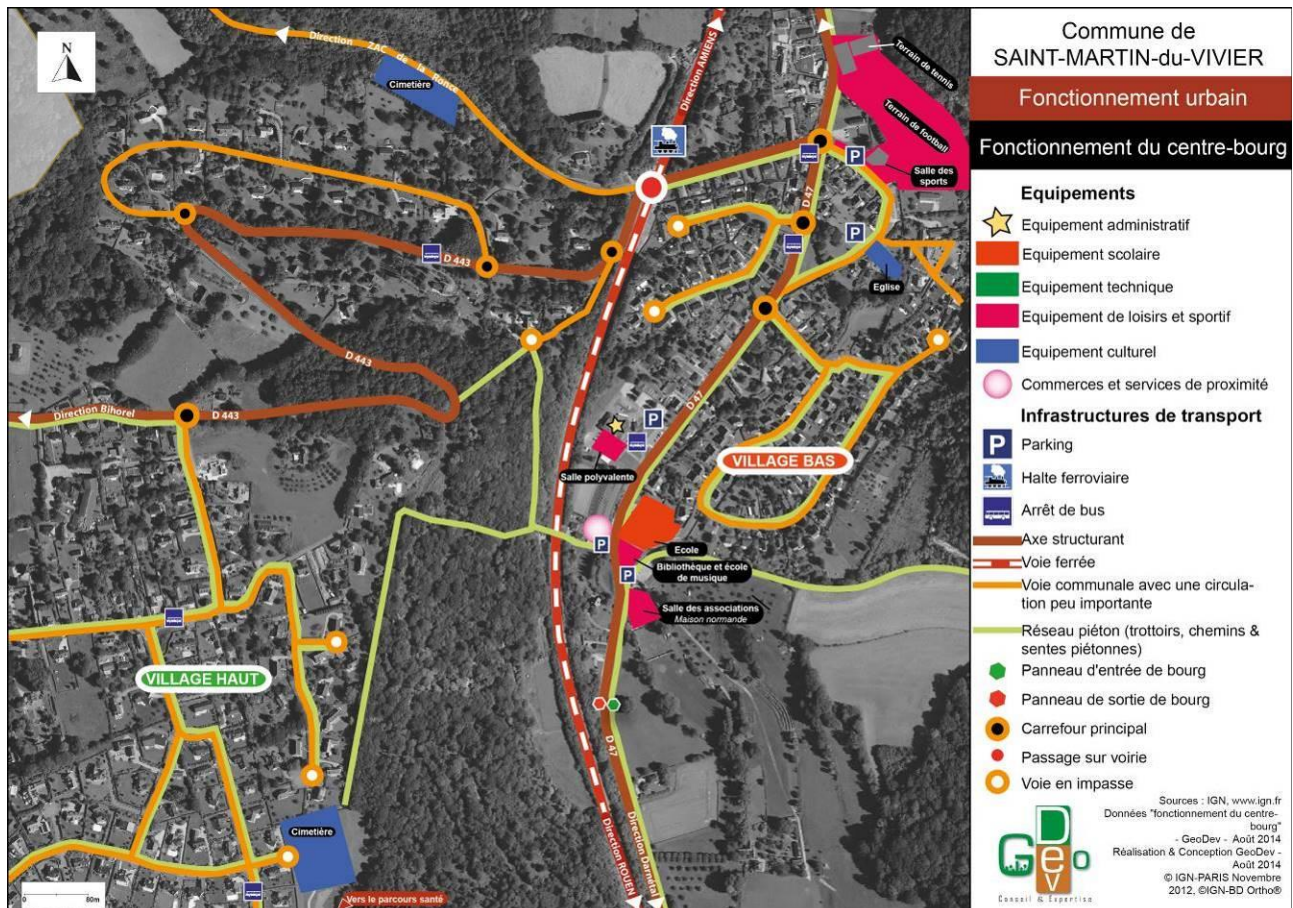 N
Direction ZAC de la Ronce
Cimetière
Direction AMIENS
Terrain de tennis
Terrain de football
Salle des
sports
P
P
D 47
D 443
Eglise
D 443
Direction Bihorel
D 443
D 47
P
Salle polyvalente
VILLAGE BAS
P
Ecole
Bibliothèque et école
de musique
P
Salle des associations
Maison normande
VILLAGE HAUT
D 47
Cimetière
Direction ROUEN
Direction Darnétal
Vers le parcours santé
0
80m
Commune de
SAINT-MARTIN-du-VIVIER
Fonctionnement urbain
Fonctionnement du centre-bourg
Equipements
Equipement administratif
Equipement scolaire
Equipement technique
Equipement de loisirs et sportif
Equipement culturel
Commerces et services de proximité
Infrastructures de transport
P Parking
Halte ferroviaire
Arrêt de bus
Axe structurant
Voie ferrée
Voie communale avec une circula-
tion peu importante
Réseau piéton (trottoirs, chemins &
sentes piétonnes)
Panneau d'entrée de bourg
Panneau de sortie de bourg
Carrefour principal
Passage sur voirie
Voie en impasse
GeoDev
Conseil & Expertise
Sources : IGN, www.ign.fr
Données "fonctionnement du centre-
bourg"
- GeoDev - Août 2014
Réalisation & Conception GeoDev -
Août 2014
© IGN-PARIS Novembre
2012, ©IGN-BD Ortho®